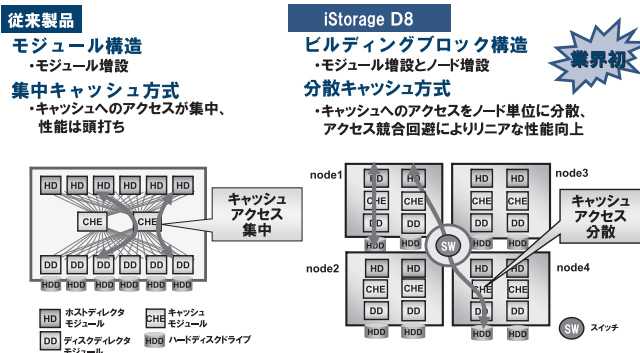 従来製品
モジュール構造
・モジュール増設
集中キャッシュ方式
・キャッシュへのアクセスが集中、
性能は頭打ち
HD HD HD HD HD HD
CHE CHE
DD DD DD DD DD DD
HDD HDD HDD HDD HDD HDD
キャッシュ
アクセス
集中
HD ホストディレクタ
モジュール
CHE キャッシュ
モジュール
DD ディスクディレクタ
モジュール
HDD ハードディスクドライブ
iStorage D8
ビルディングブロック構造
・モジュール増設とノード増設
分散キャッシュ方式
・キャッシュへのアクセスをノード単位に分散、
アクセス競合回避によりリニアな性能向上
業界初
node1
HD HD
CHE CHE
DD DD
HDD HDD
node3
HD HD
CHE CHE
DD DD
HDD HDD
SW
node2
HD HD
CHE CHE
DD DD
HDD HDD
node4
HD HD
CHE CHE
DD DD
HDD HDD
キャッシュ
アクセス
分散
SW スイッチ